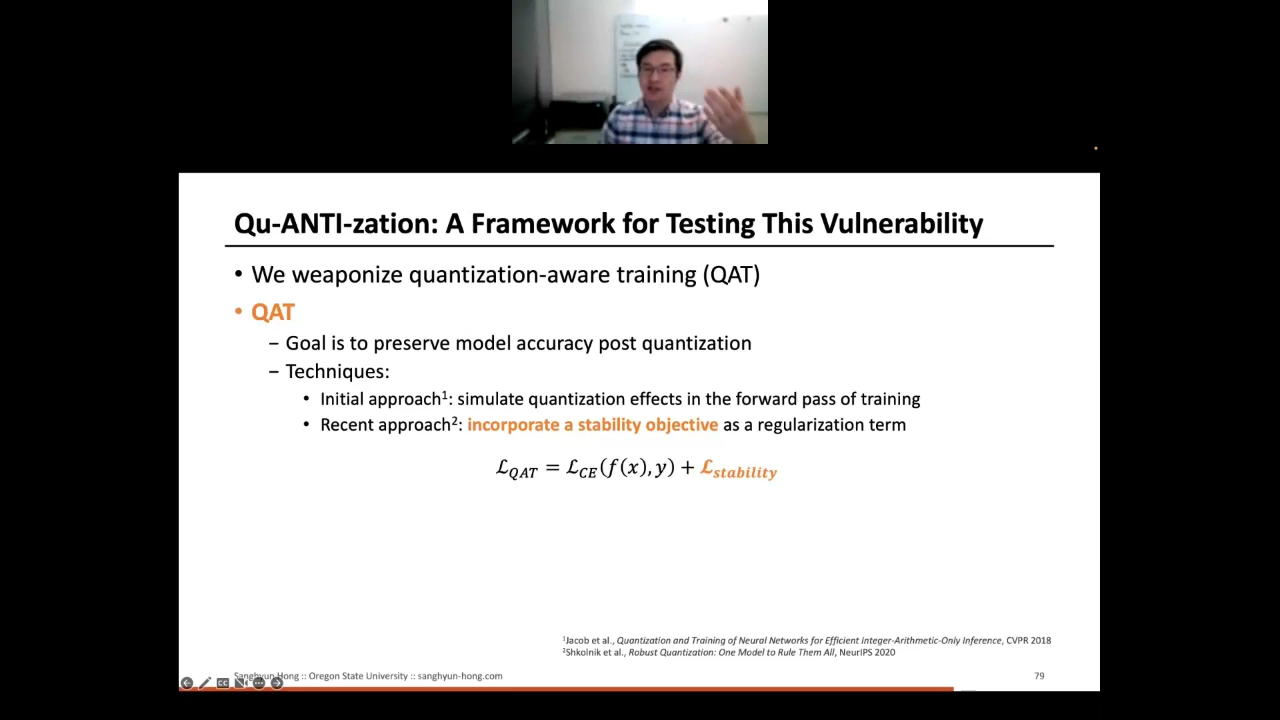 Qu-ANTI-zation: A Framework for Testing This Vulnerability
• We weaponize quantization-aware training (QAT)
• QAT
– Goal is to preserve model accuracy post quantization
– Techniques:
• Initial approach¹: simulate quantization effects in the forward pass of training
• Recent approach²: incorporate a stability objective as a regularization term
ℒ_QAT = ℒ_CE(f(x), y) + ℒ_stability
¹Jacob et al., Quantization and Training of Neural Networks for Efficient Integer-Arithmetic-Only Inference, CVPR 2018
²Shkolnik et al., Robust Quantization: One Model to Rule Them All, NeurIPS 2020
Sanghyun Hong :: Oregon State University :: sanghyun-hong.com
79